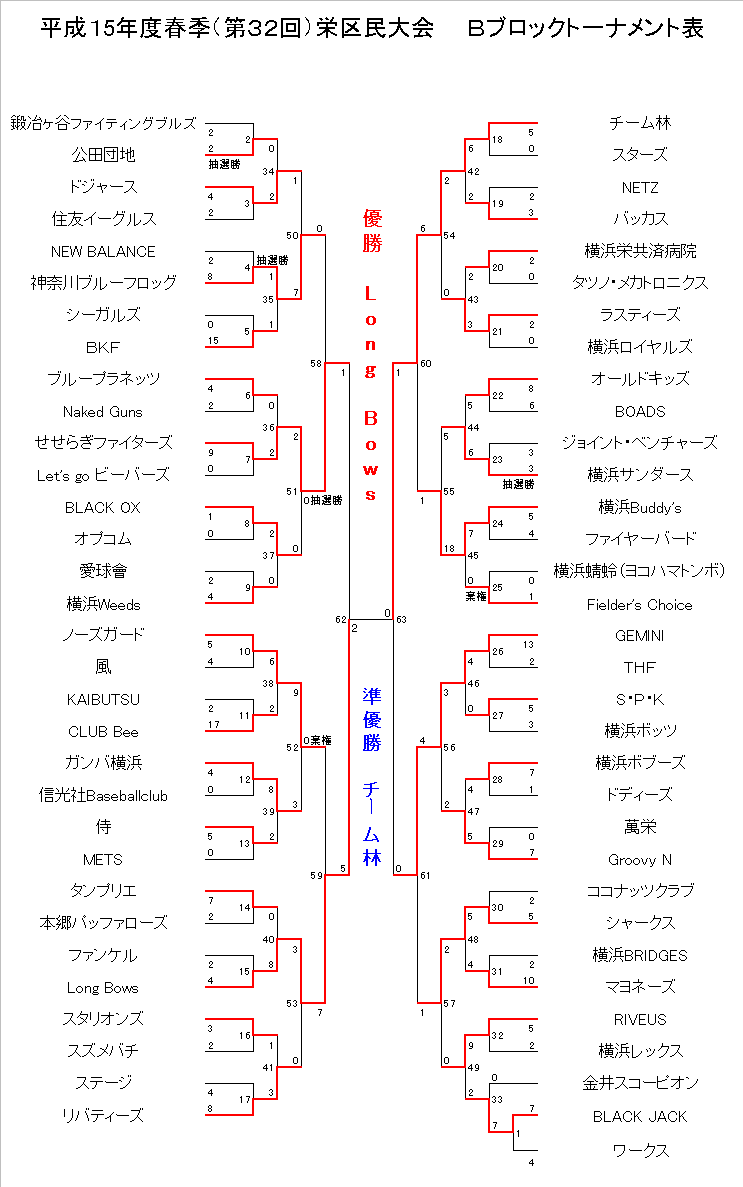 平成15年度春季(第32回)栄区民大会 Bブロックトーナメント表
鍛冶ヶ谷ファイティングブルズ
2
2
公田団地
2
抽選勝
0
ドジャース
4
34
1
3
2
住友イーグルス
2
50
0
NEW BALANCE
2
抽選勝
4
神奈川ブルーフロッグ
8
1
7
35
シーガルズ
0
1
5
BKF
15
58
1
ブループラネッツ
4
6
0
Naked Guns
2
36
2
せせらぎファイターズ
9
2
7
Let's go ビーバーズ
0
51
0抽選勝
BLACK OX
1
8
2
オプコム
0
37
0
愛球會
2
0
9
横浜Weeds
4
62
2
ノーズガード
5
10
6
風
4
38
9
KAIBUTSU
2
2
11
CLUB Bee
17
0棄権
52
ガンバ横浜
4
12
8
信光社Baseballclub
0
39
3
侍
5
2
13
METS
0
59
5
タンプリエ
7
14
0
本郷バッファローズ
2
40
3
ファンケル
2
8
15
Long Bows
4
53
7
スタリオンズ
3
16
1
スズメバチ
2
41
0
ステージ
4
3
17
リバティーズ
8
優勝 Long Bows
準優勝 チーム林
チーム林
5
18
6
スターズ
0
42
2
NETZ
2
2
19
バッカス
3
6
54
横浜栄共済病院
2
20
2
タツノ・メカトロニクス
0
43
0
ラスティーズ
2
3
21
横浜ロイヤルズ
0
1
60
オールドキッズ
8
22
5
BOADS
6
44
5
ジョイント・ベンチャーズ
3
6
23
横浜サンダース
3
抽選勝
1
55
横浜Buddy's
5
24
7
ファイヤーバード
4
45
18
横浜蜻蛉(ヨコハマトンボ)
0
0
棄権
25
Fielder's Choice
1
0
63
GEMINI
13
26
4
THF
2
46
3
S・P・K
5
0
27
横浜ボッツ
3
4
56
横浜ボブーズ
7
28
4
ドディーズ
1
47
2
萬栄
0
5
29
Groovy N
7
0
61
ココナッツクラブ
2
30
5
シャークス
5
48
2
横浜BRIDGES
2
4
31
マヨネーズ
10
1
57
RIVEUS
5
32
9
横浜レックス
2
49
0
金井スコービオン
0
2
33
BLACK JACK
7
7
1
ワークス
4